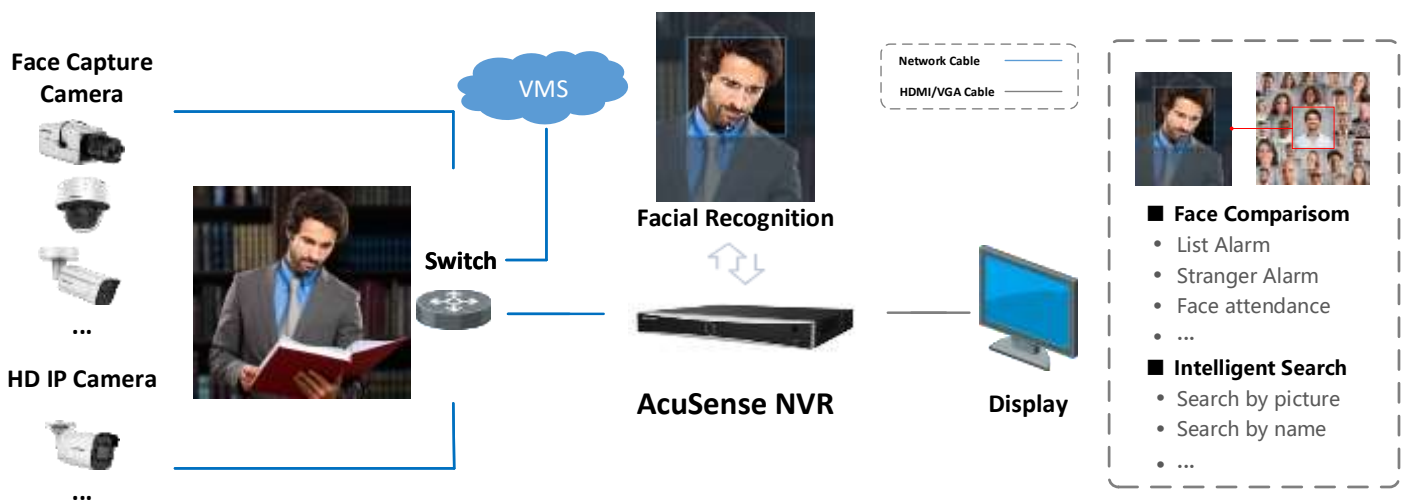 Face Capture
Camera
...
HD IP Camera
...
VMS
Switch
Facial Recognition
AcuSense NVR
Display
Network Cable
HDMI/VGA Cable
■ Face Comparisom
• List Alarm
• Stranger Alarm
• Face attendance
• ...
■ Intelligent Search
• Search by picture
• Search by name
• ...